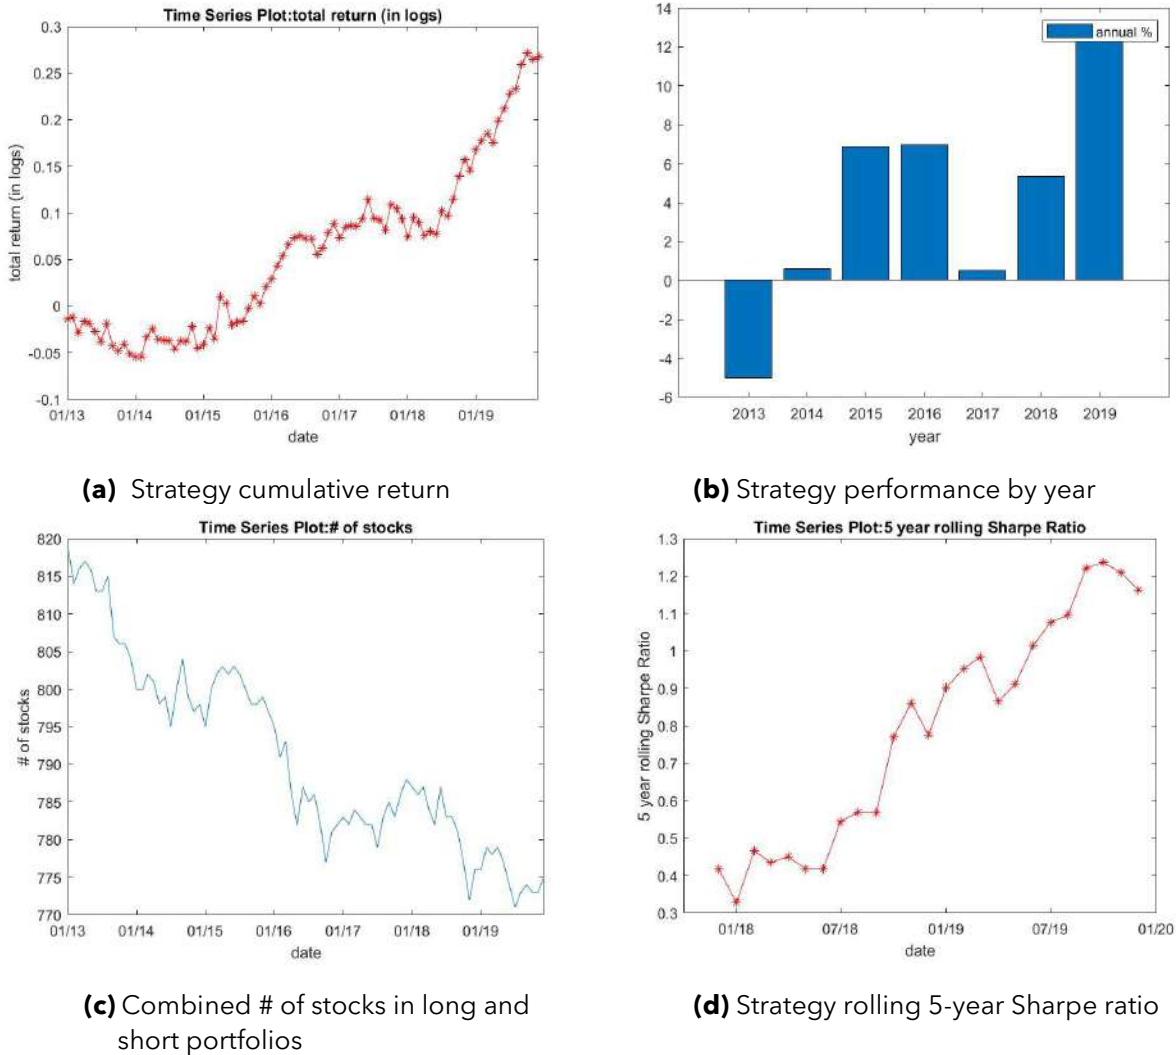 Time Series Plot:total return (in logs)
0.3
0.25
0.2
0.15
0.1
0.05
0
-0.05
-0.1
total return (in logs)
01/13 01/14 01/15 01/16 01/17 01/18 01/19
date
(a) Strategy cumulative return
14
12
10
8
6
4
2
0
-2
-4
-6
annual %
2013 2014 2015 2016 2017 2018 2019
year
(b) Strategy performance by year
Time Series Plot:# of stocks
820
815
810
805
800
795
790
785
780
775
770
# of stocks
01/13 01/14 01/15 01/16 01/17 01/18 01/19
date
(c) Combined # of stocks in long and
short portfolios
Time Series Plot:5 year rolling Sharpe Ratio
1.3
1.2
1.1
1
0.9
0.8
0.7
0.6
0.5
0.4
0.3
5 year rolling Sharpe Ratio
01/18 07/18 01/19 07/19 01/20
date
(d) Strategy rolling 5-year Sharpe ratio